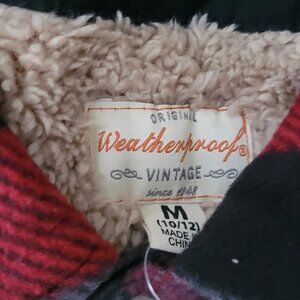 ORIGINAL
Weatherproof®
VINTAGE
since 1948
M
(10/12)
MADE IN
CHINA